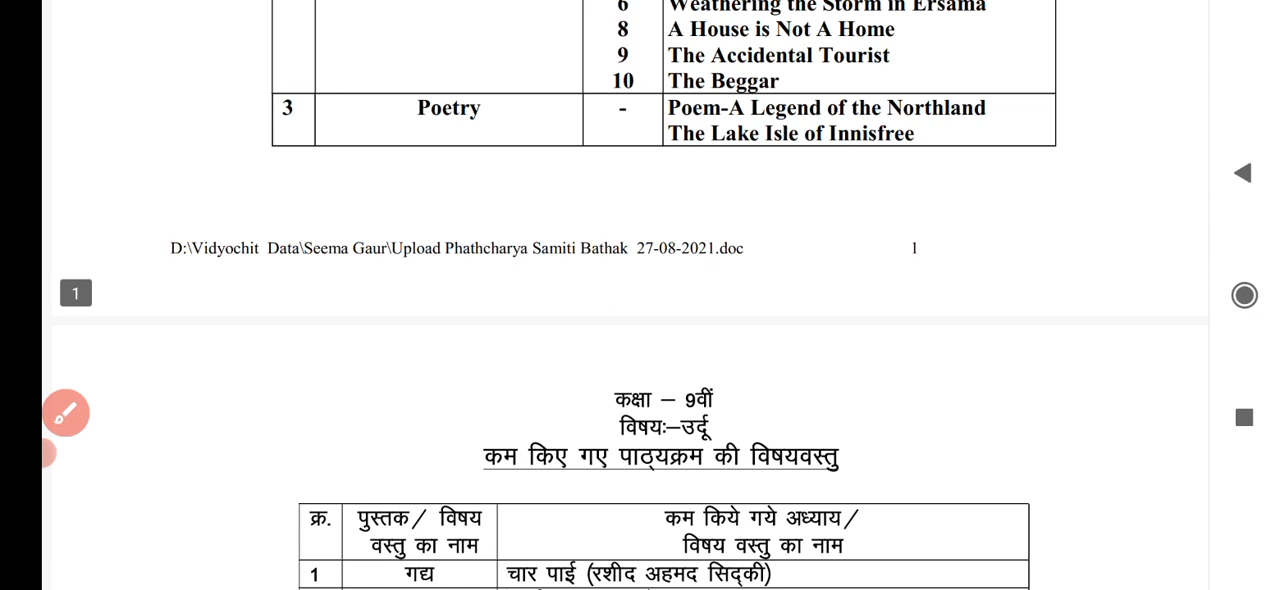 6 Weathering the Storm in Ersama
8 A House is Not A Home
9 The Accidental Tourist
10 The Beggar
3 Poetry - Poem-A Legend of the Northland
The Lake Isle of Innisfree
D:\Vidyochit Data\Seema Gaur\Upload Phathcharya Samiti Bathak 27-08-2021.doc 1
1
कक्षा – 9वीं
विषयः–उर्दू
कम किए गए पाठ्यक्रम की विषयवस्तु
क्र. पुस्तक/ विषय कम किये गये अध्याय/
वस्तु का नाम विषय वस्तु का नाम
1 गद्य चार पाई (रशीद अहमद सिद्की)